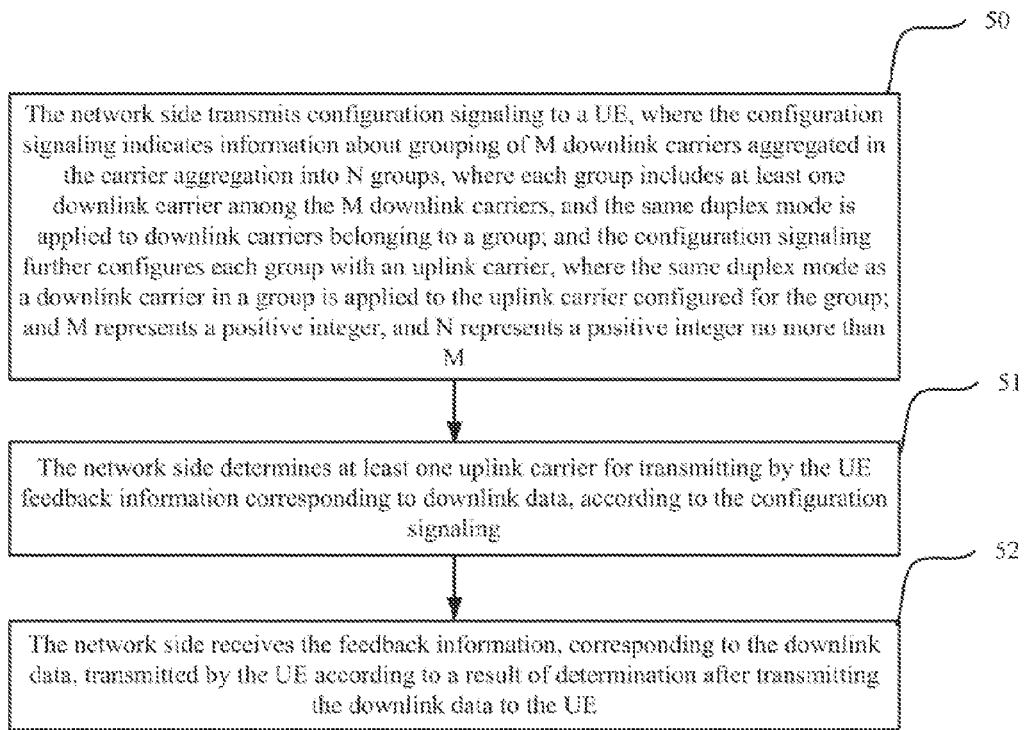 50
The network side transmits configuration signaling to a UE, where the configuration
signaling indicates information about grouping of M downlink carriers aggregated in
the carrier aggregation into N groups, where each group includes at least one
downlink carrier among the M downlink carriers, and the same duplex mode is
applied to downlink carriers belonging to a group; and the configuration signaling
further configures each group with an uplink carrier, where the same duplex mode as
a downlink carrier in a group is applied to the uplink carrier configured for the group;
and M represents a positive integer, and N represents a positive integer no more than
M
51
The network side determines at least one uplink carrier for transmitting by the UE
feedback information corresponding to downlink data, according to the configuration
signaling
52
The network side receives the feedback information, corresponding to the downlink
data, transmitted by the UE according to a result of determination after transmitting
the downlink data to the UE